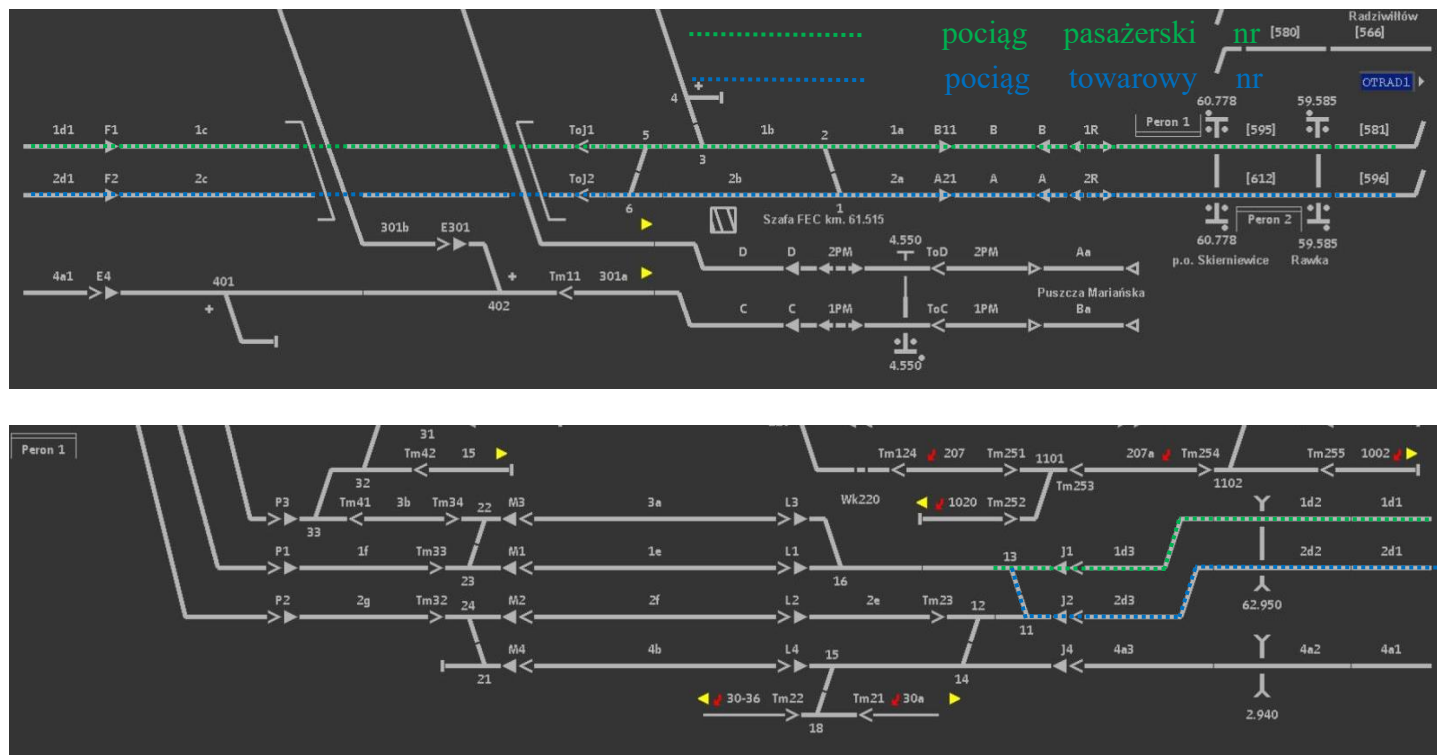 Radziwiłłów
pociąg pasażerski nr [580] [566]
pociąg towarowy nr OTRAD1
4 +
60.778 59.585
1d1 F1 1c ToJ1 5 1b 2 1a B11 B B 1R Peron 1 [595] [581]
3
2d1 F2 2c ToJ2 2b 2a A21 A A 2R [612] [596]
6 1
Szafa FEC km. 61.515 Peron 2
301b E301 4.550 60.778 59.585
D D 2PM ToD 2PM Aa p.o. Skierniewice Rawka
4a1 E4 401 + Tm11 301a
+ 402 Puszcza Mariańska
C C 1PM ToC 1PM Ba
4.550
31
Peron 1 Tm42 15 Tm124 207 Tm251 1101 207a Tm254 Tm255 1002
32 Tm253 1102
P3 Tm41 3b Tm34 22 M3 3a L3 Wk220 1020 Tm252 1d2 1d1
33
P1 1f Tm33 M1 1e L1 13 J1 1d3 2d2 2d1
23 16
P2 2g Tm32 24 M2 2f L2 2e Tm23 12 J2 2d3 62.950
11
M4 4b L4 15 J4 4a3 4a2 4a1
21 14
30-36 Tm22 Tm21 30a
18 2.940